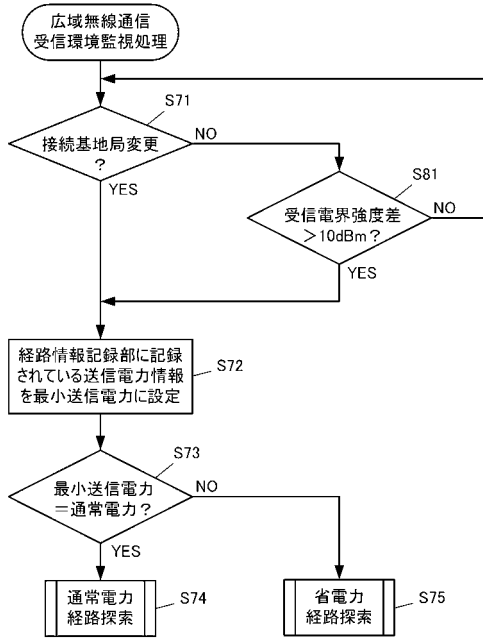 広域無線通信
受信環境監視処理
S71
接続基地局変更
?
NO
YES
S81
受信電界強度差
>10dBm?
NO
YES
経路情報記録部に記録
されている送信電力情報
を最小送信電力に設定
S72
S73
最小送信電力
=通常電力?
NO
YES
通常電力
経路探索
S74
省電力
経路探索
S75